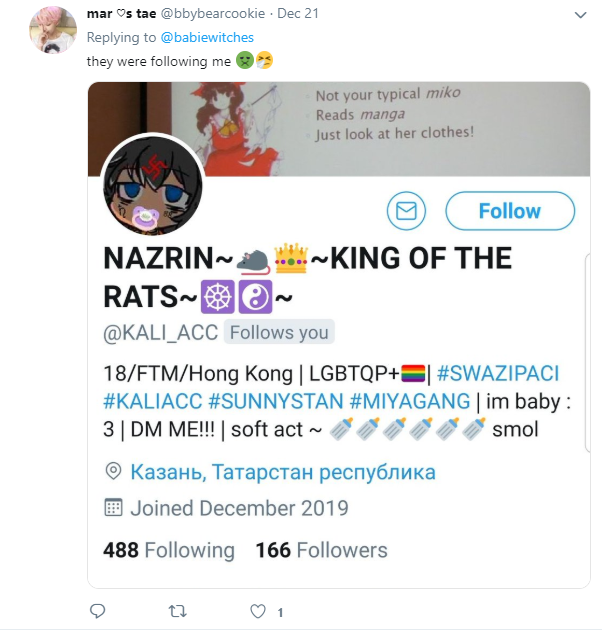 mar ♡s tae @bbybearcookie · Dec 21
Replying to @babiewitches
they were following me 🤢🤧
Not your typical miko
Reads manga
Just look at her clothes!
Follow
NAZRIN~🐀👑~KING OF THE
RATS~☸️☯️~
@KALI_ACC Follows you
18/FTM/Hong Kong | LGBTQP+🏳️‍🌈| #SWAZIPACI
#KALIACC #SUNNYSTAN #MIYAGANG | im baby :
3 | DM ME!!! | soft act ~ 🍼🍼🍼🍼🍼🍼 smol
Казань, Татарстан республика
Joined December 2019
488 Following 166 Followers
1